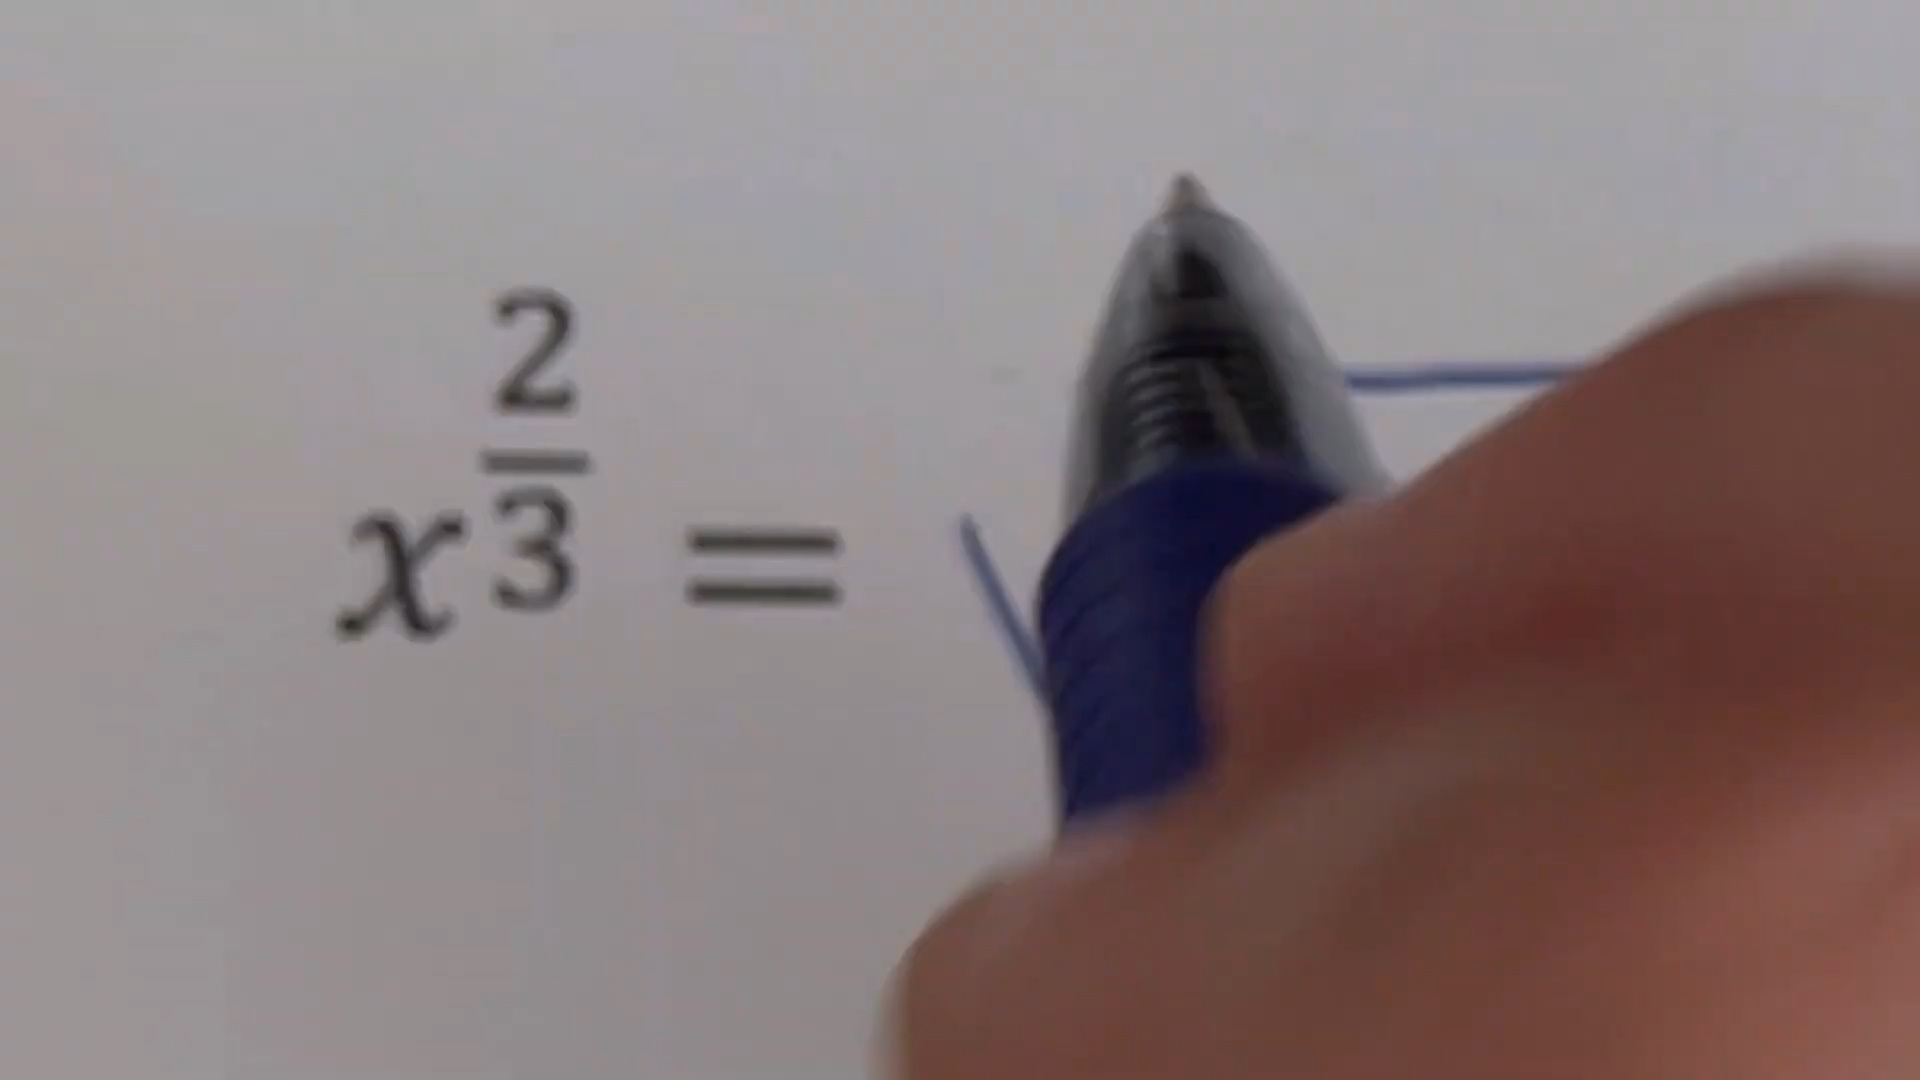 x^{2/3} =